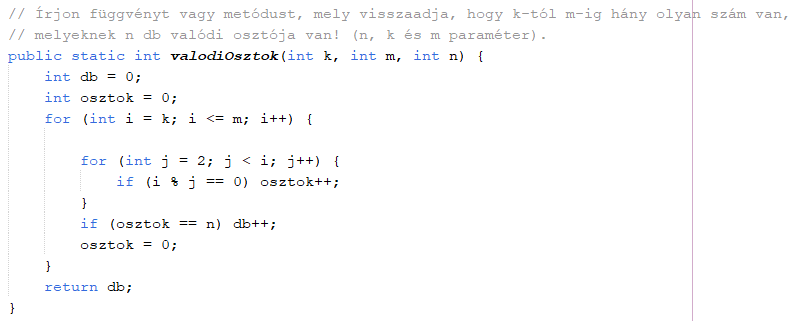 // Írjon függvényt vagy metódust, mely visszaadja, hogy k-tól m-ig hány olyan szám van,
// melyeknek n db valódi osztója van! (n, k és m paraméter).
public static int valodiOsztok(int k, int m, int n) {
    int db = 0;
    int osztok = 0;
    for (int i = k; i <= m; i++) {
        for (int j = 2; j < i; j++) {
            if (i % j == 0) osztok++;
        }
        if (osztok == n) db++;
        osztok = 0;
    }
    return db;
}